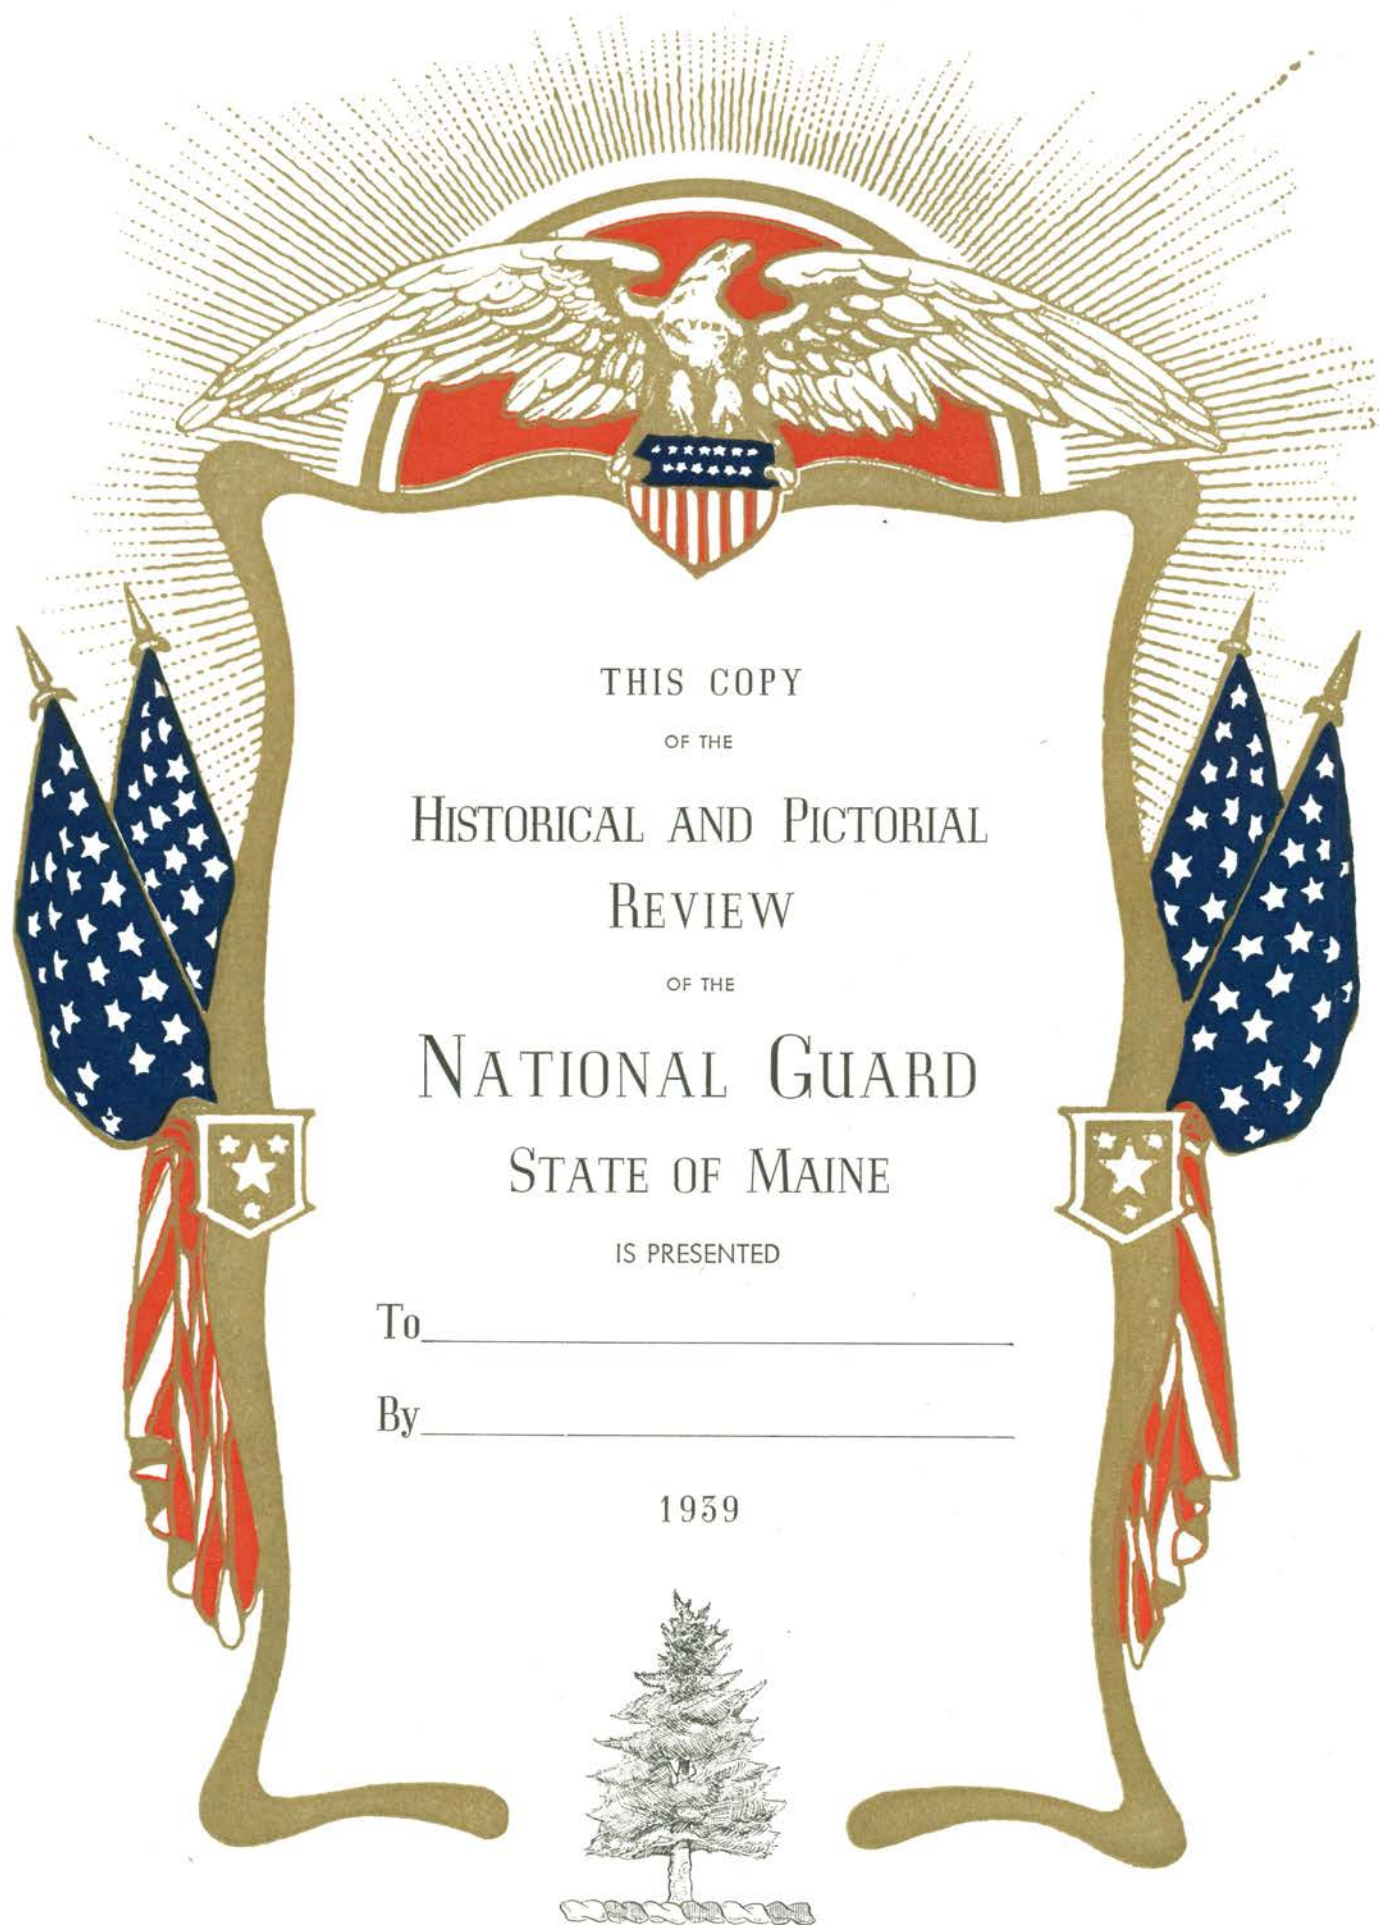 THIS COPY
OF THE
HISTORICAL AND PICTORIAL
REVIEW
OF THE
NATIONAL GUARD
STATE OF MAINE
IS PRESENTED
To
By
1939